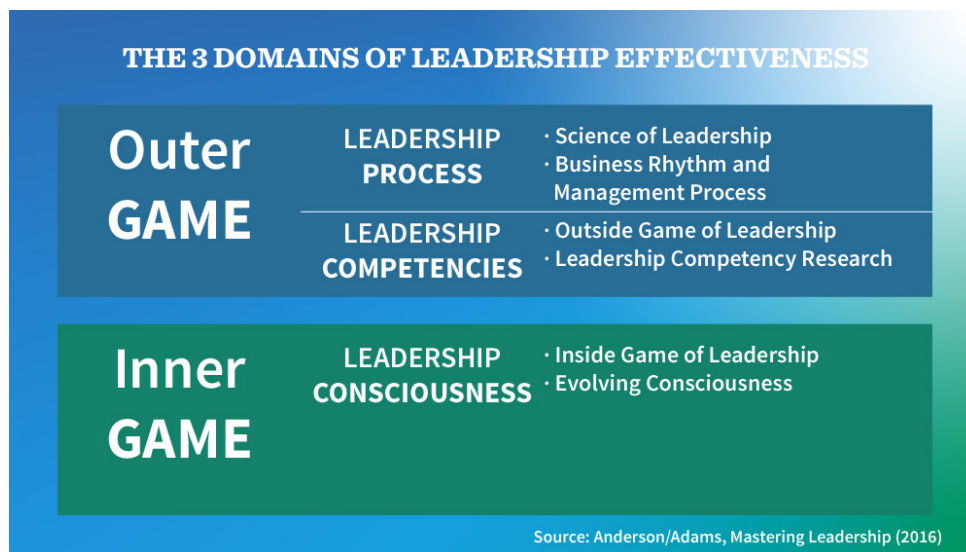 THE 3 DOMAINS OF LEADERSHIP EFFECTIVENESS
Outer
GAME
LEADERSHIP
PROCESS
· Science of Leadership
· Business Rhythm and
Management Process
LEADERSHIP
COMPETENCIES
· Outside Game of Leadership
· Leadership Competency Research
Inner
GAME
LEADERSHIP
CONSCIOUSNESS
· Inside Game of Leadership
· Evolving Consciousness
Source: Anderson/Adams, Mastering Leadership (2016)